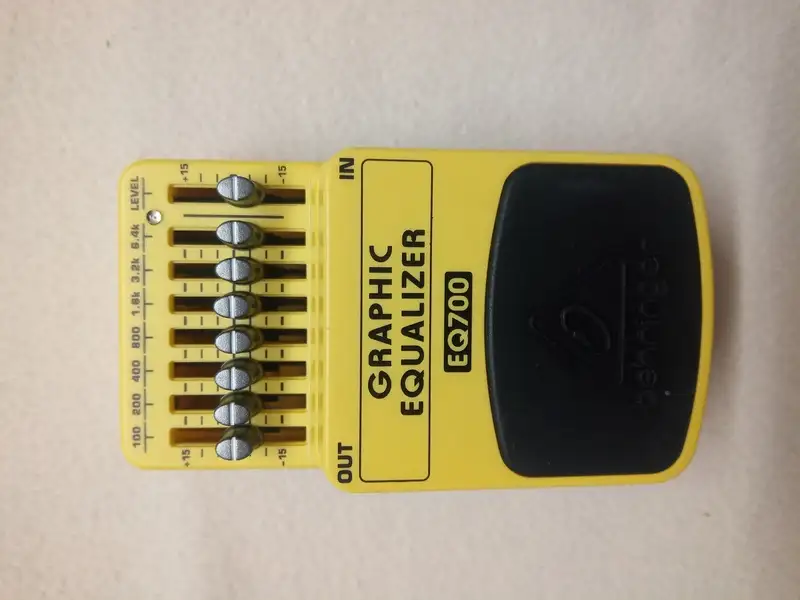 100 200 400 800 1.8k 3.2k 6.4k LEVEL
+15 +15
-15 -15
OUT IN
GRAPHIC
EQUALIZER
EQ700
behringer